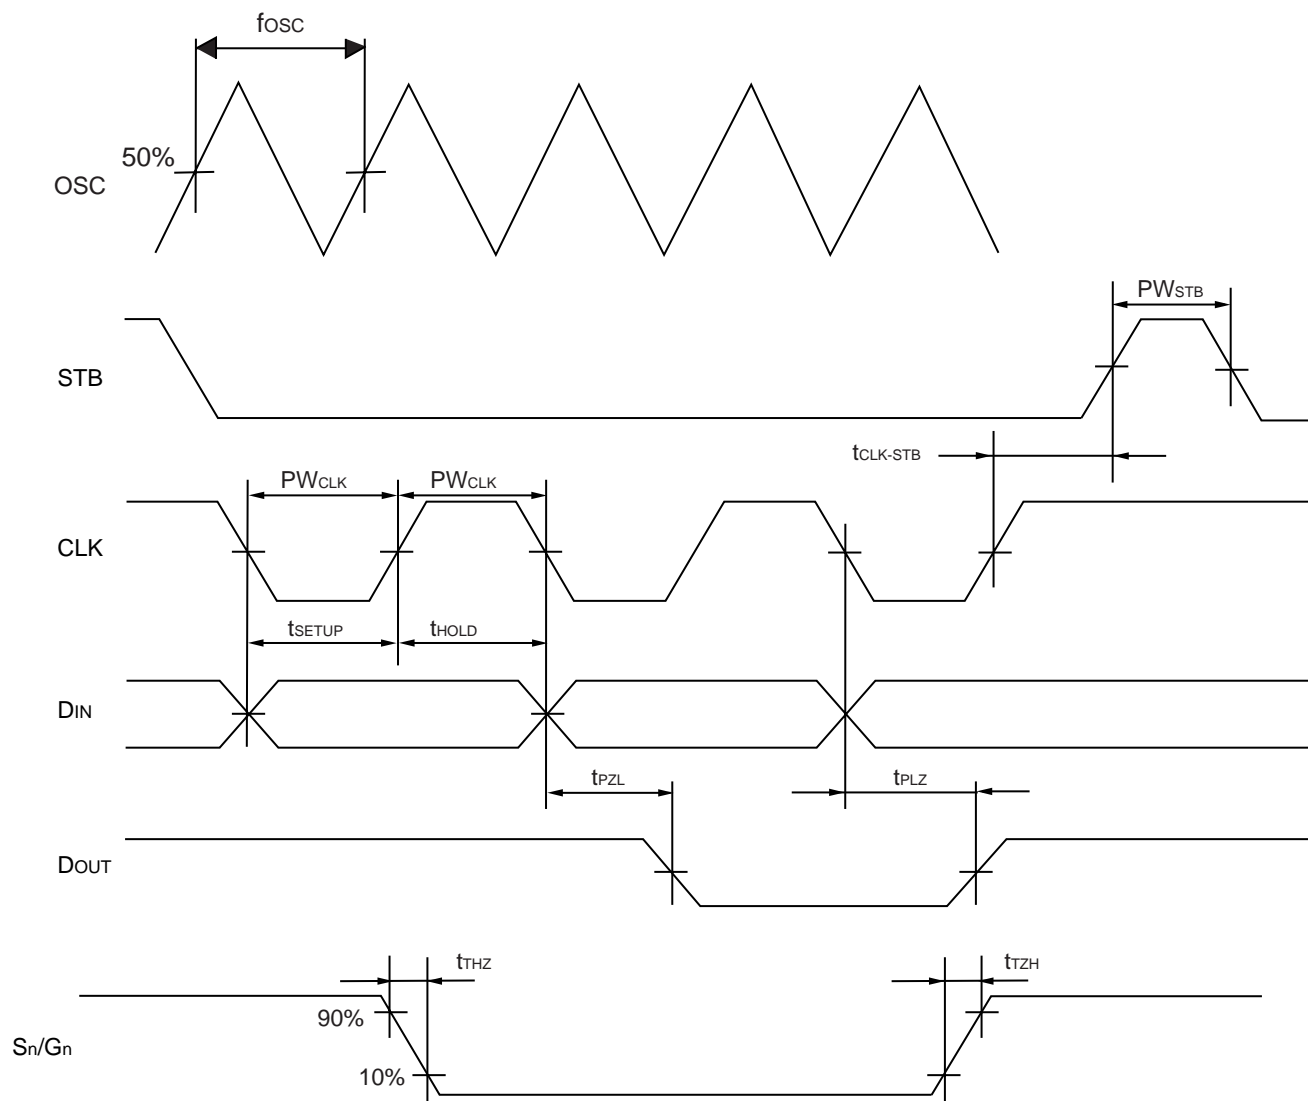 fOSC
50%
OSC
PWSTB
STB
tCLK-STB
PWCLK PWCLK
CLK
tSETUP tHOLD
DIN
tPZL tPLZ
DOUT
tTHZ tTZH
90%
Sn/Gn
10%